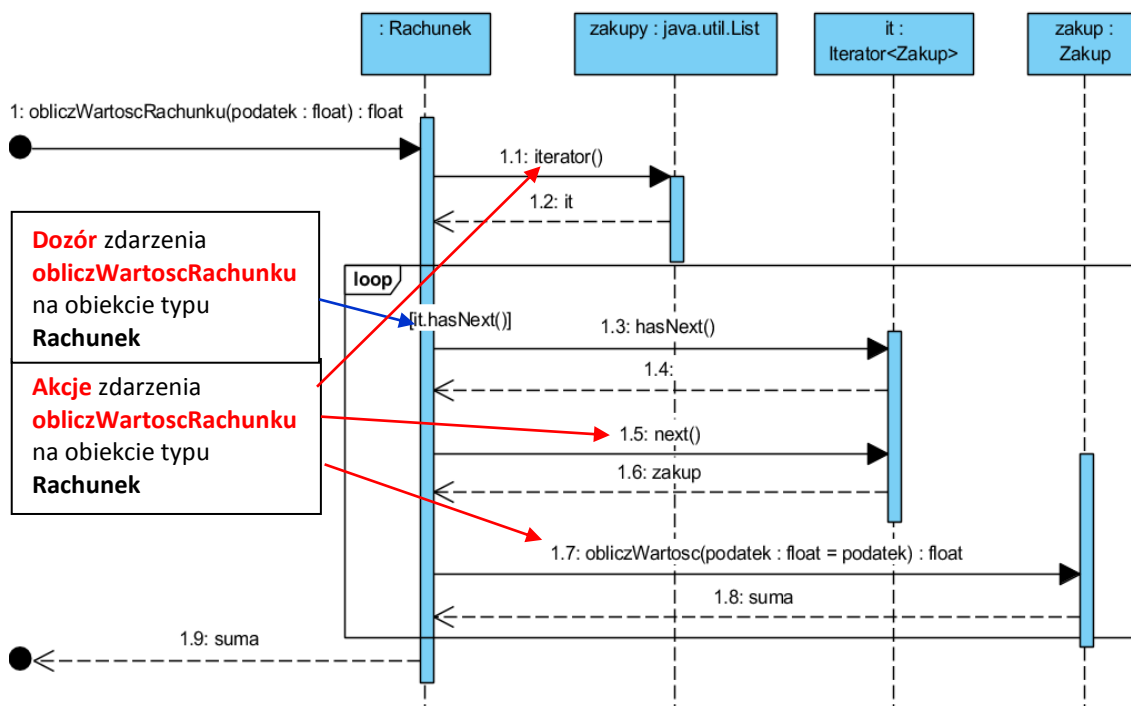 : Rachunek
zakupy : java.util.List
it :
Iterator<Zakup>
zakup :
Zakup
1: obliczWartoscRachunku(podatek : float) : float
1.1: iterator()
1.2: it
Dozór zdarzenia
obliczWartoscRachunku
na obiekcie typu
Rachunek
loop
[it.hasNext()]
1.3: hasNext()
1.4:
Akcje zdarzenia
obliczWartoscRachunku
na obiekcie typu
Rachunek
1.5: next()
1.6: zakup
1.7: obliczWartosc(podatek : float = podatek) : float
1.8: suma
1.9: suma